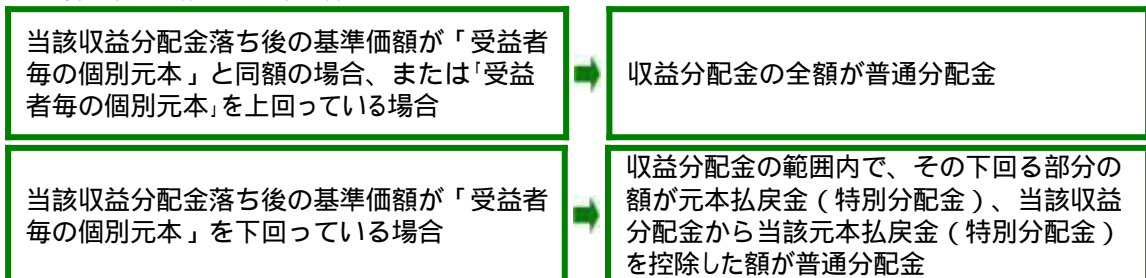 当該収益分配金落ち後の基準価額が「受益者
毎の個別元本」と同額の場合、または「受益
者毎の個別元本」を上回っている場合
収益分配金の全額が普通分配金
当該収益分配金落ち後の基準価額が「受益者
毎の個別元本」を下回っている場合
収益分配金の範囲内で、その下回る部分の
額が元本払戻金（特別分配金）、当該収益
分配金から当該元本払戻金（特別分配金）
を控除した額が普通分配金